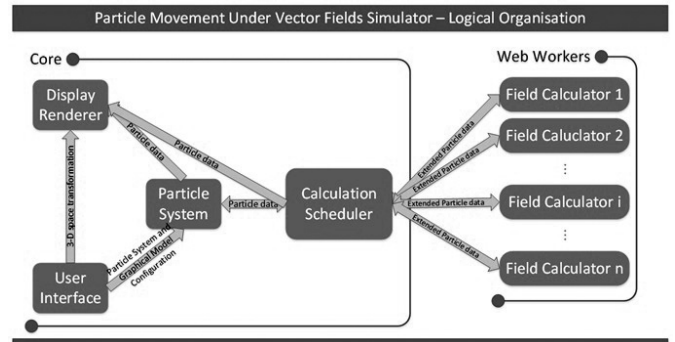 Particle Movement Under Vector Fields Simulator – Logical Organisation
Core
Web Workers
Display
Renderer
Field Calculator 1
Particle data
Particle data
Extended Particle data
Field Caluclator 2
Extended Particle data
⋮
3-D space transformation
Particle
System
Particle data
Calculation
Scheduler
Extended Particle data
Field Calculator i
⋮
Particle System and
Graphical Model
Configuration
Extended Particle data
User
Interface
Field Calculator n